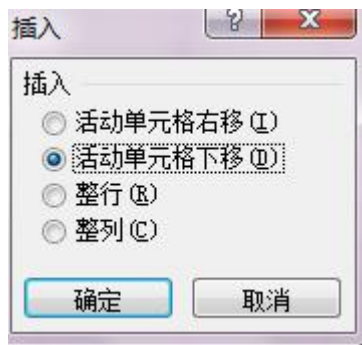 插入
插入
活动单元格右移(I)
活动单元格下移(D)
整行(R)
整列(C)
确定
取消